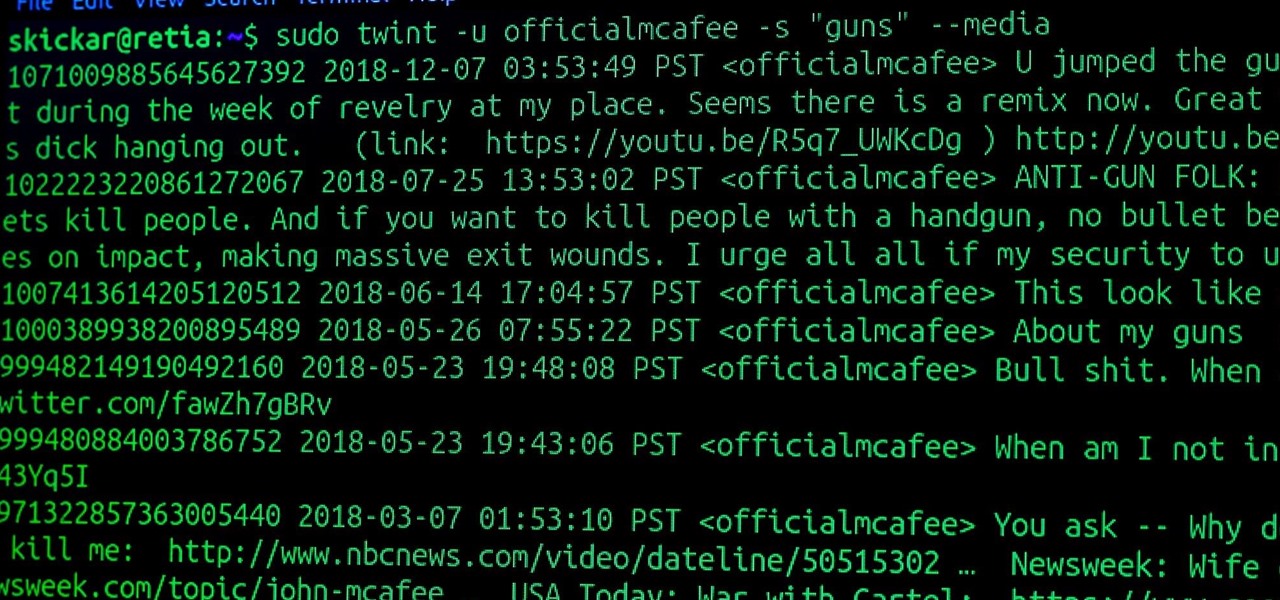 File Edit View Search Terminal Help
skickar@retia:~$ sudo twint -u officialmcafee -s "guns" --media
1071009885645627392 2018-12-07 03:53:49 PST <officialmcafee> U jumped the gu
t during the week of revelry at my place. Seems there is a remix now. Great
s dick hanging out. (link: https://youtu.be/R5q7_UWKcDg ) http://youtu.be
1022223220861272067 2018-07-25 13:53:02 PST <officialmcafee> ANTI-GUN FOLK:
ets kill people. And if you want to kill people with a handgun, no bullet be
es on impact, making massive exit wounds. I urge all all if my security to u
1007413614205120512 2018-06-14 17:04:57 PST <officialmcafee> This look like
1000389938200895489 2018-05-26 07:55:22 PST <officialmcafee> About my guns
999482149190492160 2018-05-23 19:48:08 PST <officialmcafee> Bull shit. When
witter.com/fawZh7gBRv
999480884003786752 2018-05-23 19:43:06 PST <officialmcafee> When am I not in
43Yq5I
971322857363005440 2018-03-07 01:53:10 PST <officialmcafee> You ask -- Why d
kill me: http://www.nbcnews.com/video/dateline/50515302 … Newsweek: Wife
wsweek.com/topic/john-mcafee USA Today: War with Cartel: